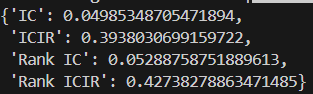 {'IC': 0.04985348705471894,
'ICIR': 0.3938030699159722,
'Rank IC': 0.05288758751889613,
'Rank ICIR': 0.42738278863471485}